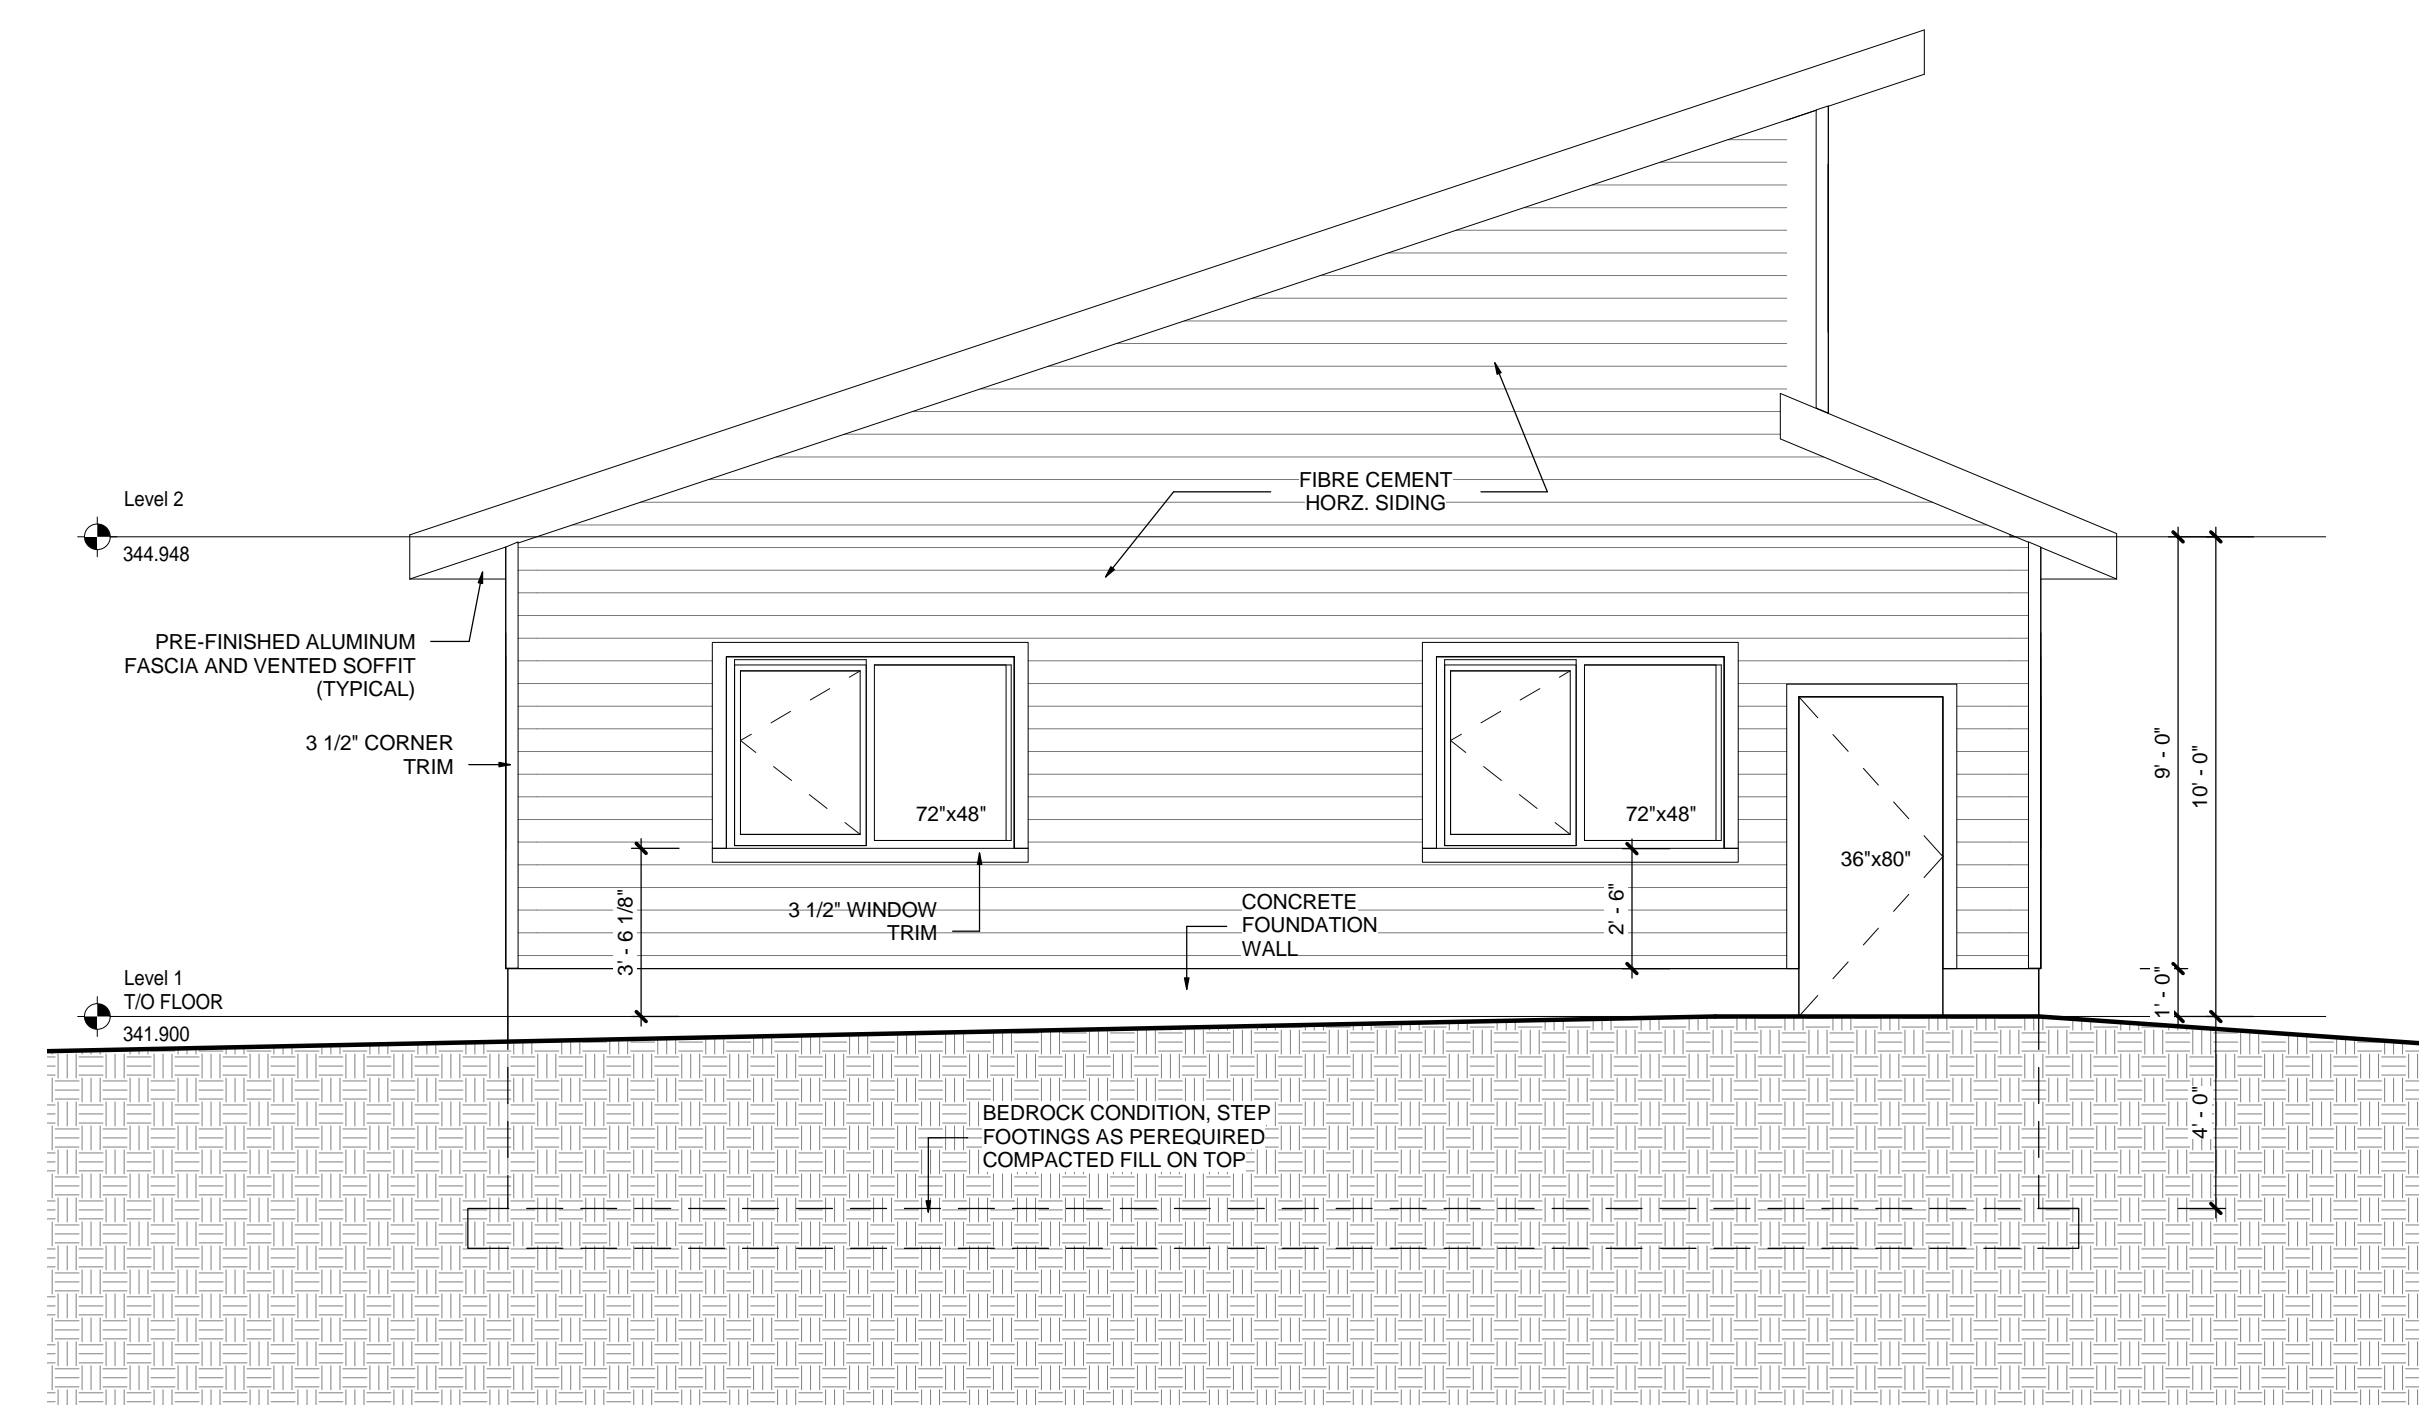 FIBRE CEMENT
HORZ. SIDING
Level 2
344.948
PRE-FINISHED ALUMINUM
FASCIA AND VENTED SOFFIT
(TYPICAL)
3 1/2" CORNER
TRIM
9' - 0"
10' - 0"
72"x48"
72"x48"
36"x80"
3' - 6 1/8"
3 1/2" WINDOW
TRIM
CONCRETE
FOUNDATION
WALL
2' - 6"
Level 1
T/O FLOOR
341.900
1' - 0"
4' - 0"
BEDROCK CONDITION, STEP
FOOTINGS AS PEREQUIRED
COMPACTED FILL ON TOP